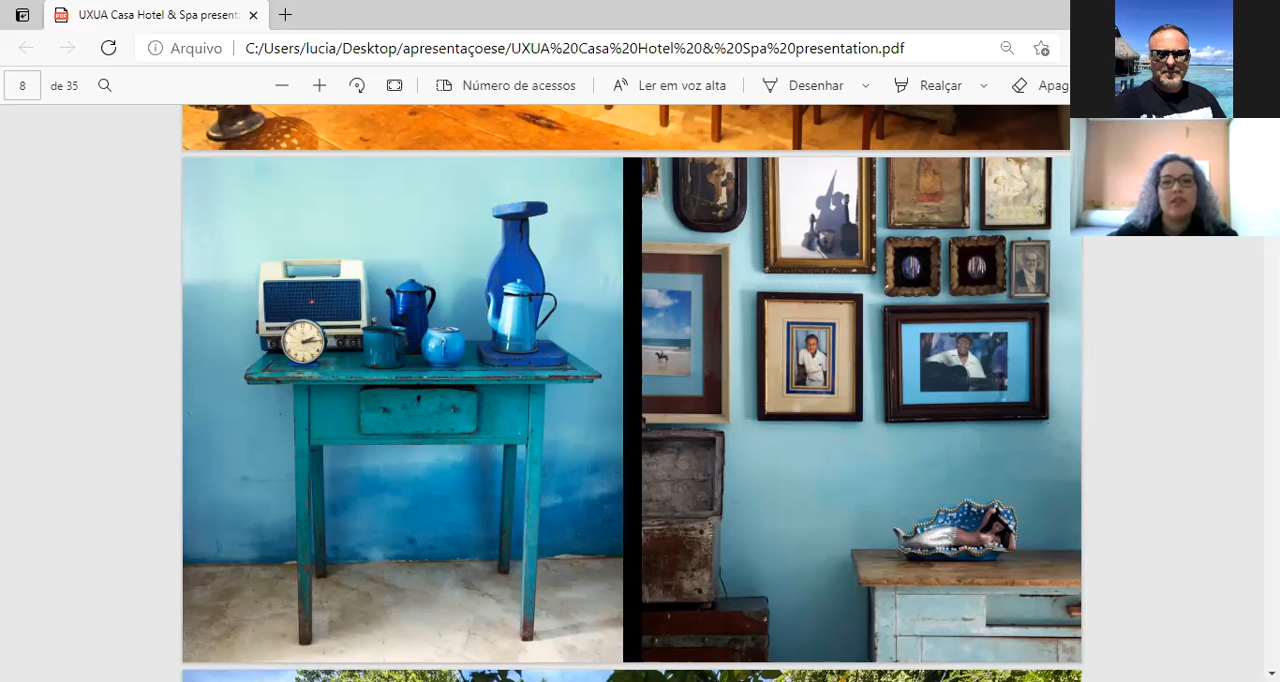 UXUA Casa Hotel & Spa present
Arquivo
C:/Users/lucia/Desktop/apresentaçoese/UXUA%20Casa%20Hotel%20&%20Spa%20presentation.pdf
8
de 35
Número de acessos
Ler em voz alta
Desenhar
Realçar
Apag
PDF